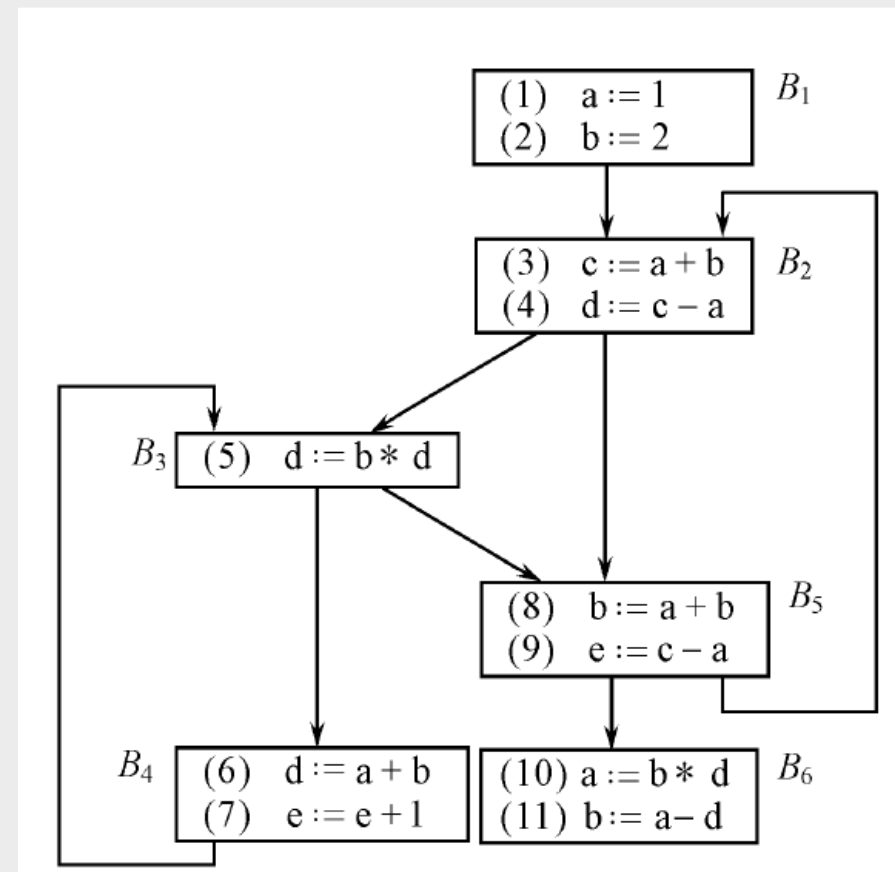 (1) a := 1
(2) b := 2
B1
(3) c := a + b
(4) d := c − a
B2
B3
(5) d := b * d
(8) b := a + b
(9) e := c − a
B5
B4
(6) d := a + b
(7) e := e + 1
(10) a := b * d
(11) b := a − d
B6